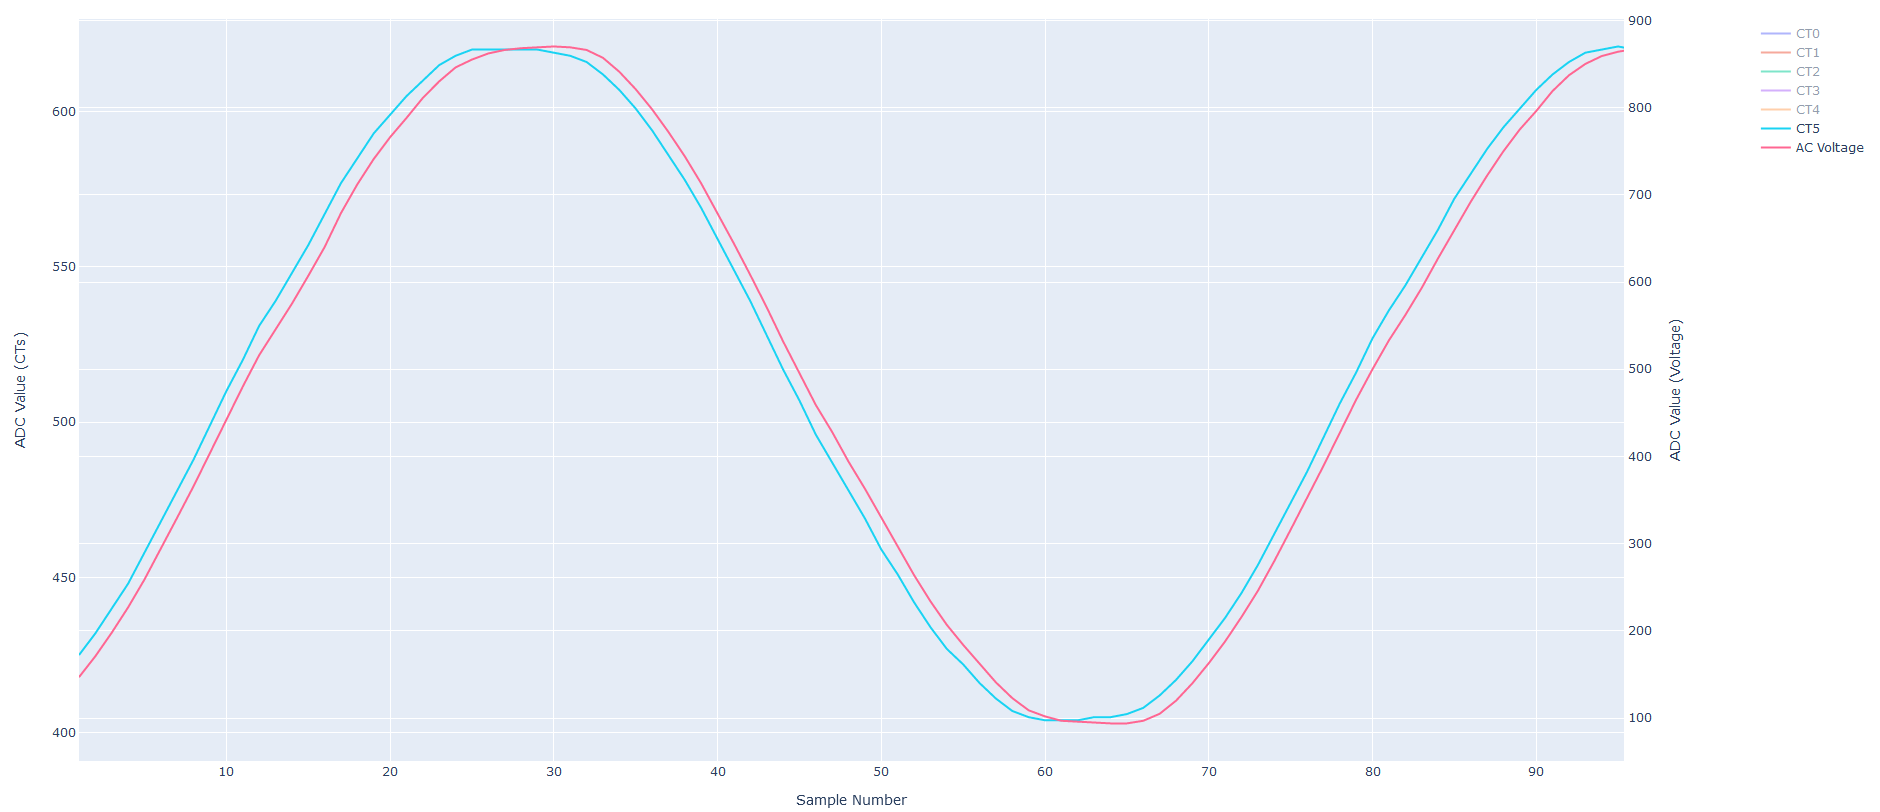 ADC Value (CTs)
600
550
500
450
400
10 20 30 40 50 60 70 80 90
Sample Number
900
800
700
600
500
400
300
200
100
ADC Value (Voltage)
CT0
CT1
CT2
CT3
CT4
CT5
AC Voltage